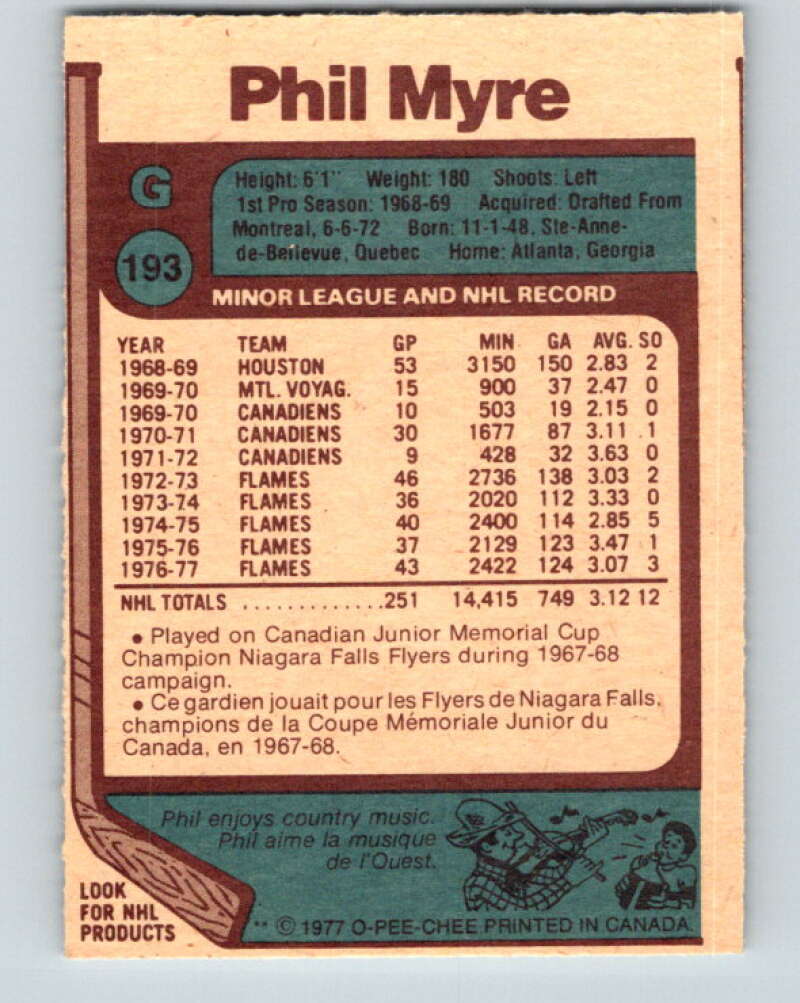 Phil Myre
G
193
Height: 6'1" Weight: 180 Shoots: Left
1st Pro Season: 1968-69 Acquired: Drafted From
Montreal, 6-6-72 Born: 11-1-48, Ste-Anne-
de-Bellevue, Quebec Home: Atlanta, Georgia
MINOR LEAGUE AND NHL RECORD
YEAR TEAM GP MIN GA AVG. SO
1968-69 HOUSTON 53 3150 150 2.83 2
1969-70 MTL. VOYAG. 15 900 37 2.47 0
1969-70 CANADIENS 10 503 19 2.15 0
1970-71 CANADIENS 30 1677 87 3.11 1
1971-72 CANADIENS 9 428 32 3.63 0
1972-73 FLAMES 46 2736 138 3.03 2
1973-74 FLAMES 36 2020 112 3.33 0
1974-75 FLAMES 40 2400 114 2.85 5
1975-76 FLAMES 37 2129 123 3.47 1
1976-77 FLAMES 43 2422 124 3.07 3
NHL TOTALS .............251 14,415 749 3.12 12
• Played on Canadian Junior Memorial Cup
Champion Niagara Falls Flyers during 1967-68
campaign.
• Ce gardien jouait pour les Flyers de Niagara Falls,
champions de la Coupe Mémoriale Junior du
Canada, en 1967-68.
Phil enjoys country music.
Phil aime la musique
de l'Ouest.
LOOK
FOR NHL
PRODUCTS
** © 1977 O-PEE-CHEE PRINTED IN CANADA